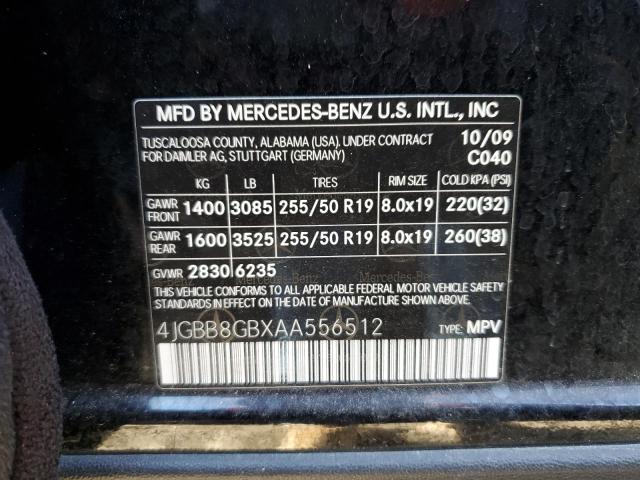 MFD BY MERCEDES-BENZ U.S. INTL., INC
TUSCALOOSA COUNTY, ALABAMA (USA). UNDER CONTRACT 10/09
FOR DAIMLER AG, STUTTGART (GERMANY) C040
KG LB TIRES RIM SIZE COLD KPA (PSI)
GAWR FRONT 1400 3085 255/50 R19 8.0x19 220(32)
GAWR REAR 1600 3525 255/50 R19 8.0x19 260(38)
GVWR 2830 6235
THIS VEHICLE CONFORMS TO ALL APPLICABLE FEDERAL MOTOR VEHICLE SAFETY
BUMPER, AND THEFT PREVENTION STANDARDS IN EFFECT ON THE DATE OF
MANUFACTURE SHOWN ABOVE.
4JGBB8GBXAA556512 TYPE: MPV